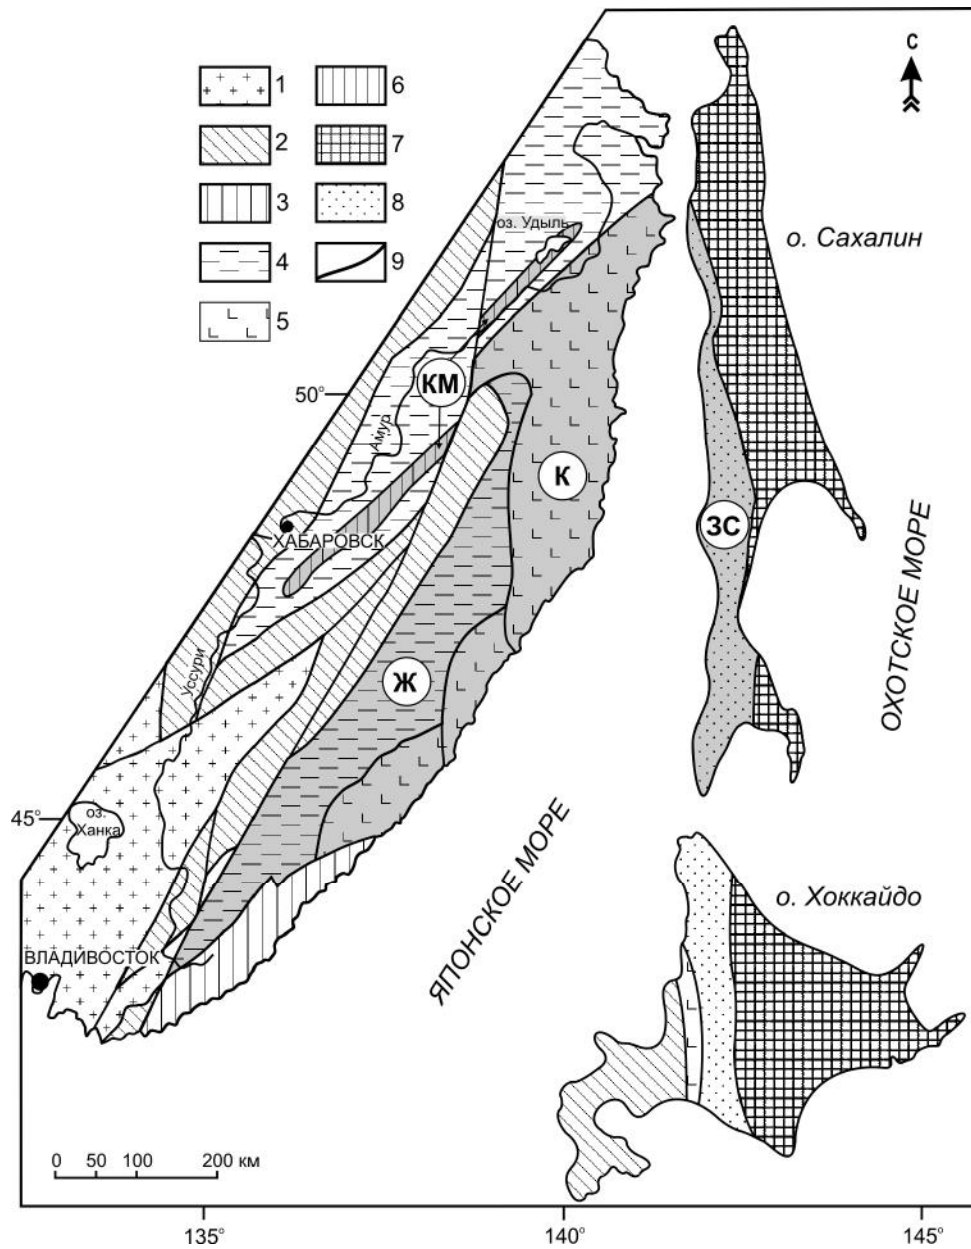 С
1
6
2
7
3
8
4
9
5
оз. Удыль
о. Сахалин
50°
КМ
Амур
К
ЗС
ХАБАРОВСК
ОХОТСКОЕ МОРЕ
Уссури
Ж
45°
оз.
Ханка
ЯПОНСКОЕ МОРЕ
о. Хоккайдо
ВЛАДИВОСТОК
0 50 100 200 км
135°
140°
145°